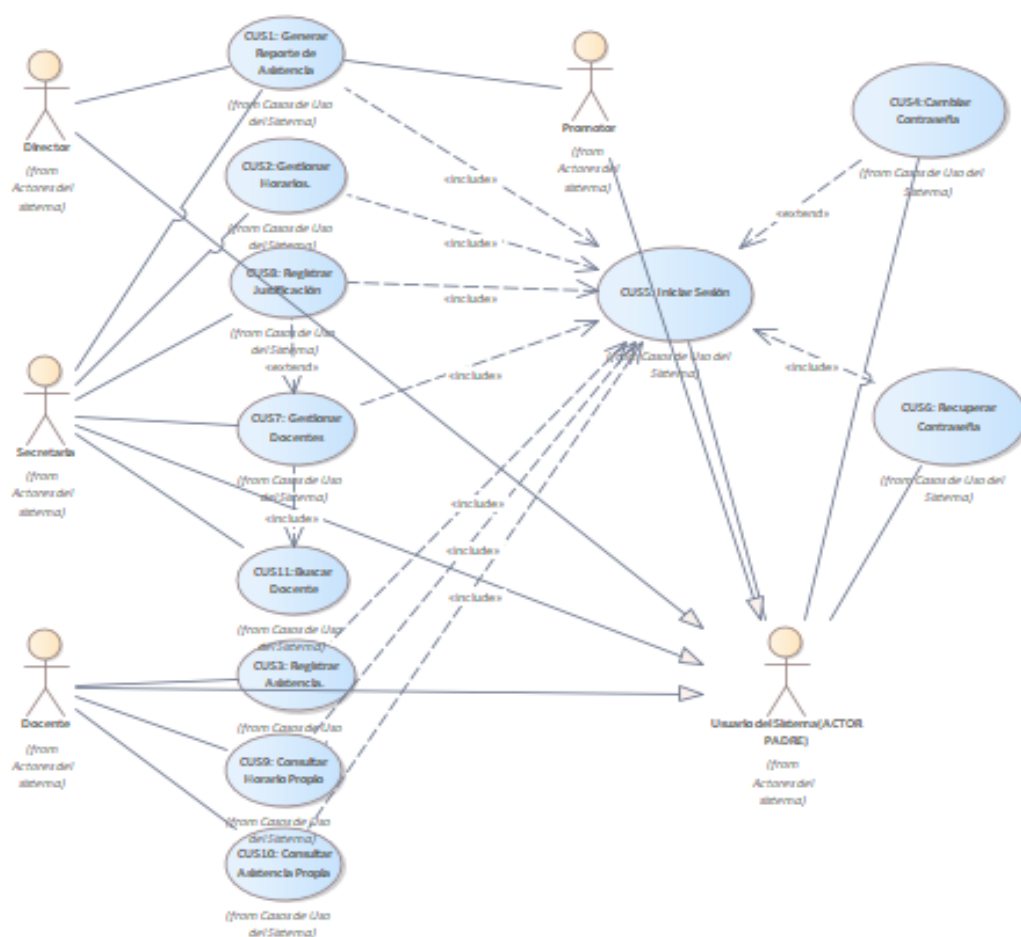 CUS1: Generar
Reporte de
Asistencia
(from Casos de Uso
del Sistema)
Director
(from
Actores del
sistema)
Promotor
(from
Actores del
sistema)
CUS4: Cambiar
Contraseña
(from Casos de Uso del
Sistema)
CUS2: Gestionar
Horarios.
(from Casos de Uso
del Sistema)
«include»
«include»
«extend»
CUS8: Registrar
Justificación
(from Casos de Uso
del Sistema)
«include»
CUS5: Iniciar Sesión
(from Casos de Uso del
Sistema)
«extend»
«include»
«include»
Secretaria
(from
Actores del
sistema)
CUS7: Gestionar
Docentes
(from Casos de Uso
del Sistema)
CUS6: Recuperar
Contraseña
(from Casos de Uso del
Sistema)
«include»
«include»
«include»
«include»
CUS11: Buscar
Docente
(from Casos de Uso
del Sistema)
Docente
(from
Actores del
sistema)
CUS3: Registrar
Asistencia.
(from Casos de Uso
Usuario del Sistema(ACTOR
PADRE)
(from
Actores del
sistema)
CUS9: Consultar
Horario Propio
(from Casos de Uso
del Sistema)
CUS10: Consultar
Asistencia Propia
(from Casos de Uso
del Sistema)